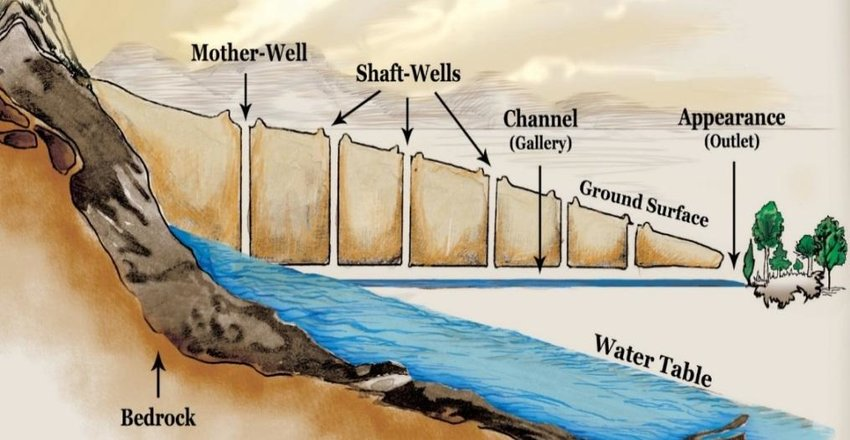 Mother-Well
Shaft-Wells
Channel
(Gallery)
Appearance
(Outlet)
Ground Surface
Water Table
Bedrock